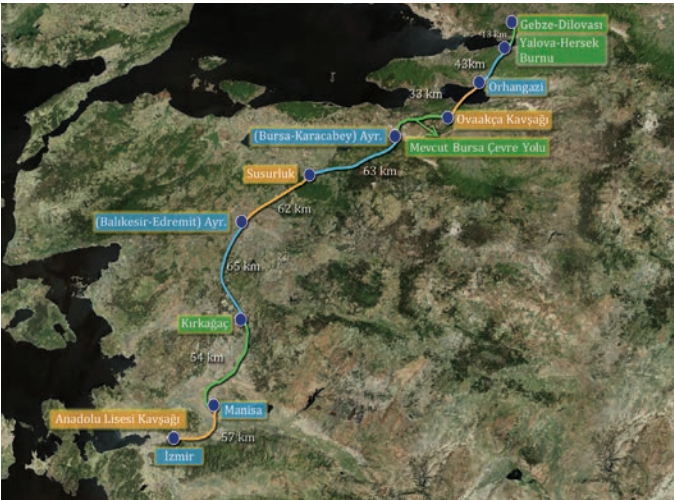 Gebze-Dilovası
Yalova-Hersek
Burnu
43km
Orhangazi
33 km
Ovaakça Kavşağı
(Bursa-Karacabey) Ayr.
Mevcut Bursa Çevre Yolu
63 km
Susurluk
62 km
(Balıkesir-Edremit) Ayr.
65 km
Kırkağaç
54 km
Manisa
Anadolu Lisesi Kavşağı
57 km
İzmir